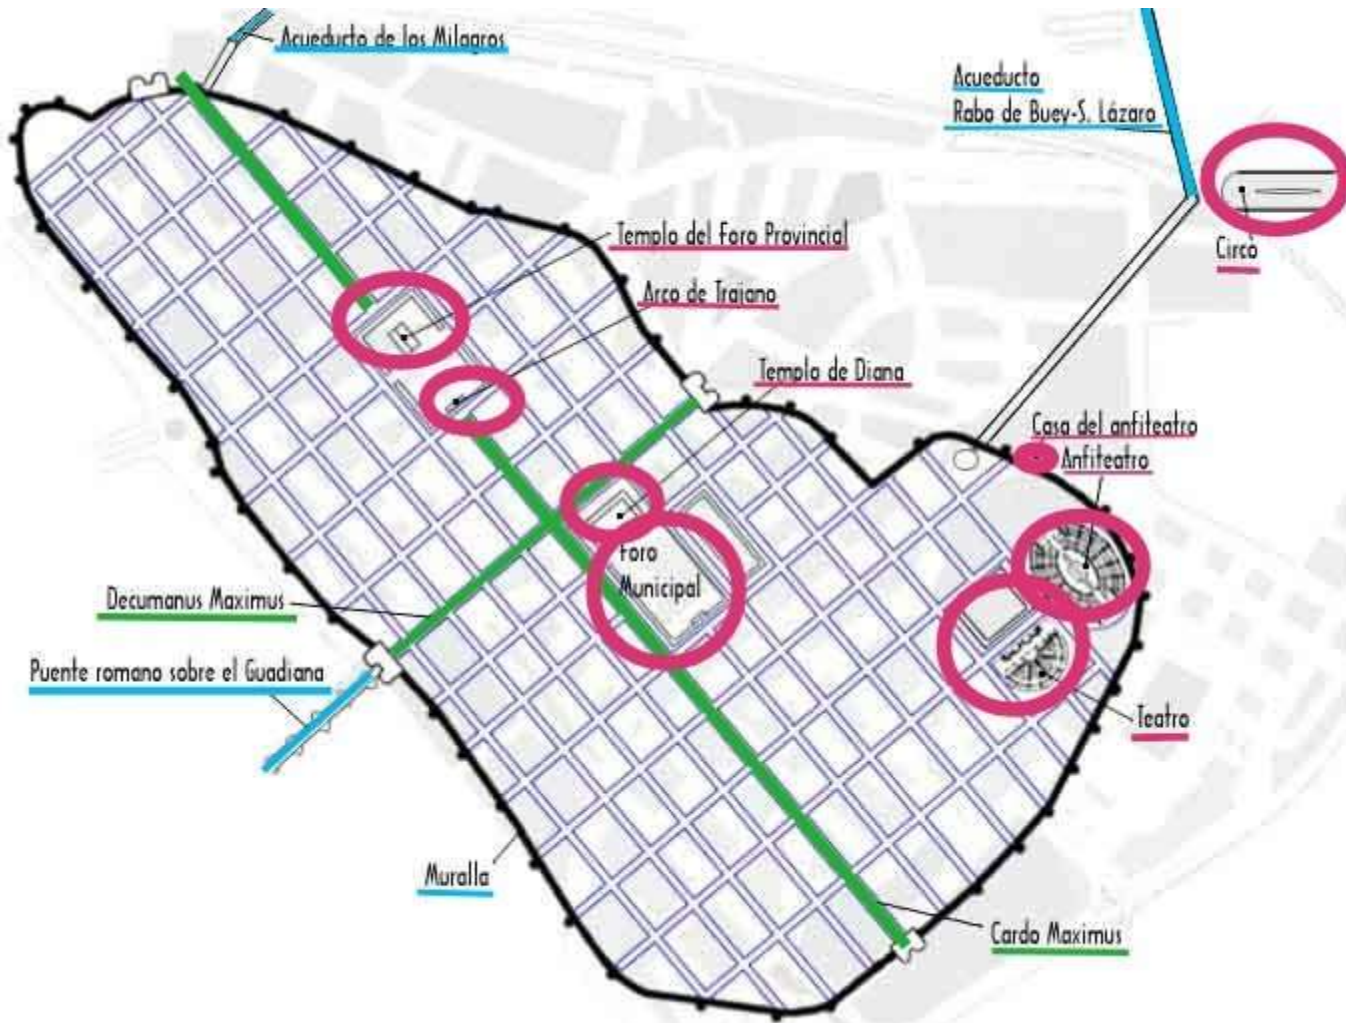 Acueducto de los Milagros
Acueducto
Rabo de Buey-S. Lázaro
Circo
Templo del Foro Provincial
Arco de Trajano
Templo de Diana
Casa del anfiteatro
Anfiteatro
Foro
Municipal
Decumanus Maximus
Puente romano sobre el Guadiana
Teatro
Muralla
Cardo Maximus